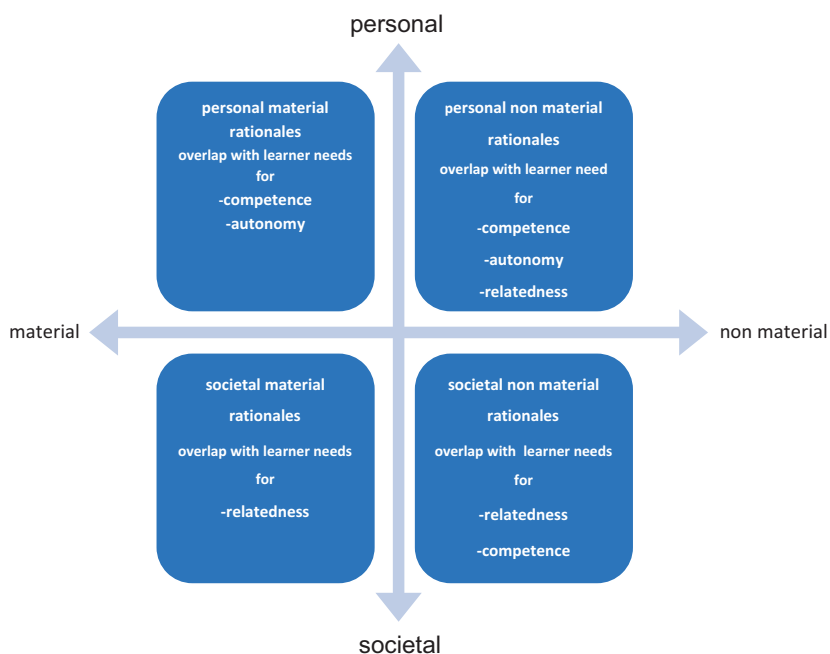 personal
personal material
rationales
overlap with learner needs
for
-competence
-autonomy
personal non material
rationales
overlap with learner need
for
-competence
-autonomy
-relatedness
material
non material
societal material
rationales
overlap with learner needs
for
-relatedness
societal non material
rationales
overlap with  learner needs
for
-relatedness
-competence
societal